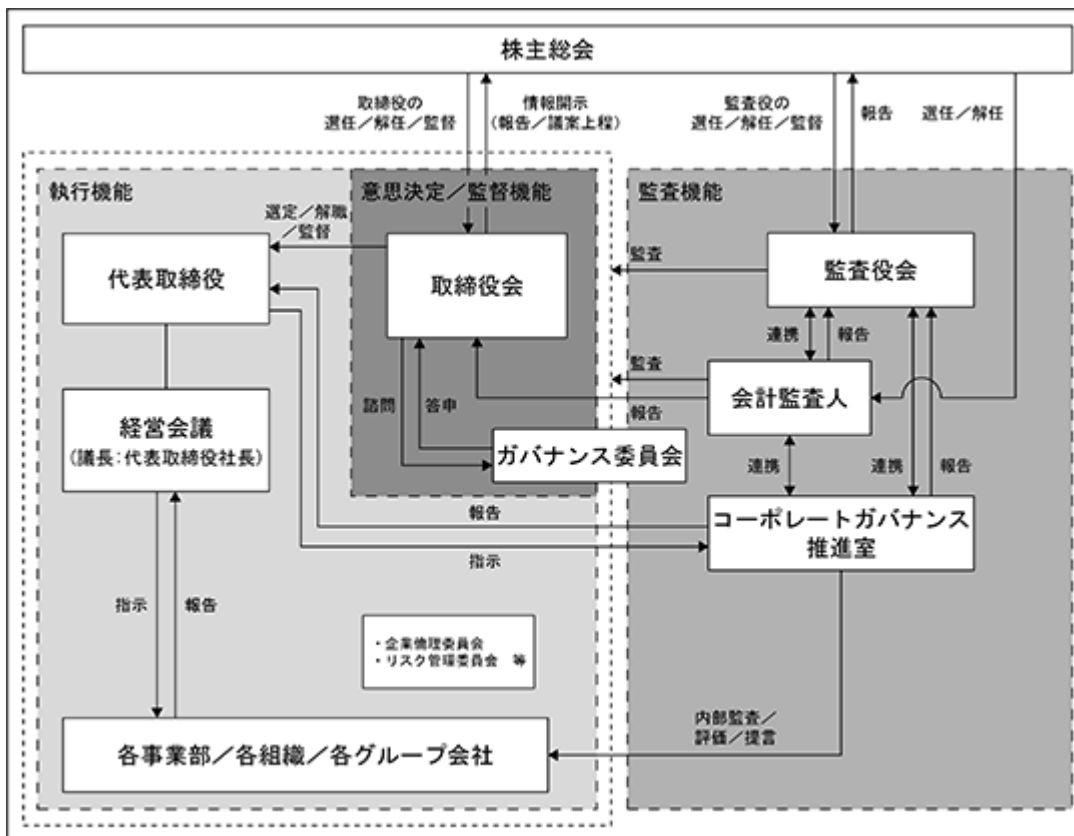 株主総会
取締役の
選任／解任／監督
情報開示
（報告／議案上程）
監査役の
選任／解任／監督
報告
選任／解任
執行機能
意思決定／監督機能
監査機能
選定／解職
／監督
代表取締役
取締役会
監査
監査役会
連携
報告
監査
会計監査人
報告
経営会議
（議長：代表取締役社長）
諮問
答申
ガバナンス委員会
連携
連携
報告
報告
コーポレートガバナンス
推進室
指示
指示
報告
・企業倫理委員会
・リスク管理委員会　等
内部監査／
評価／提言
各事業部／各組織／各グループ会社